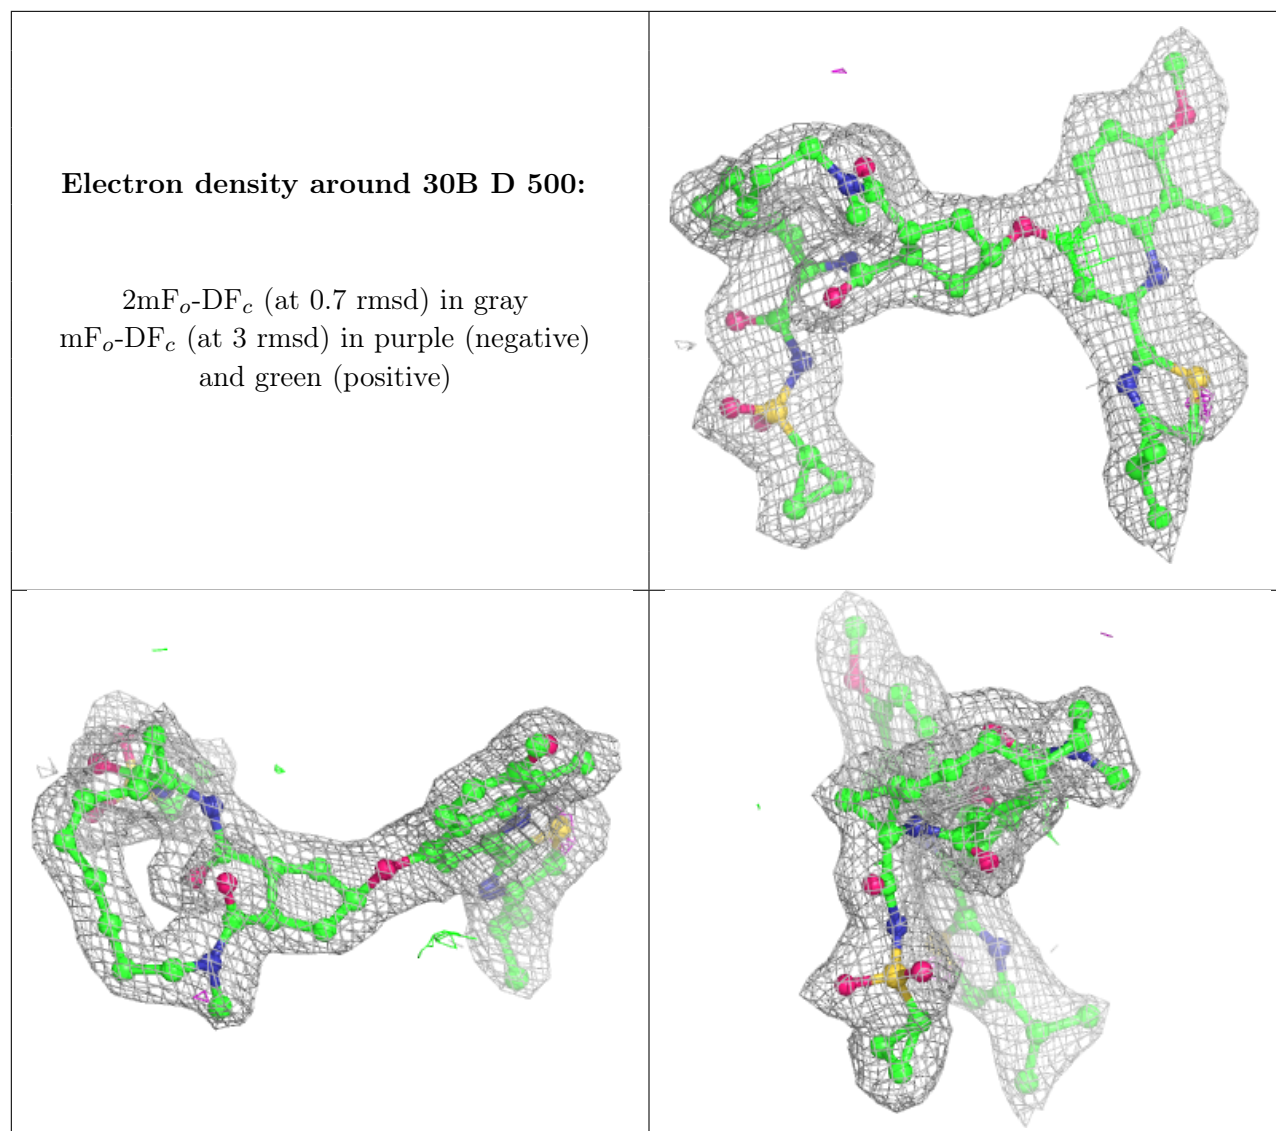 Electron density around 30B D 500:
2mFo-DFc (at 0.7 rmsd) in gray
mFo-DFc (at 3 rmsd) in purple (negative)
and green (positive)